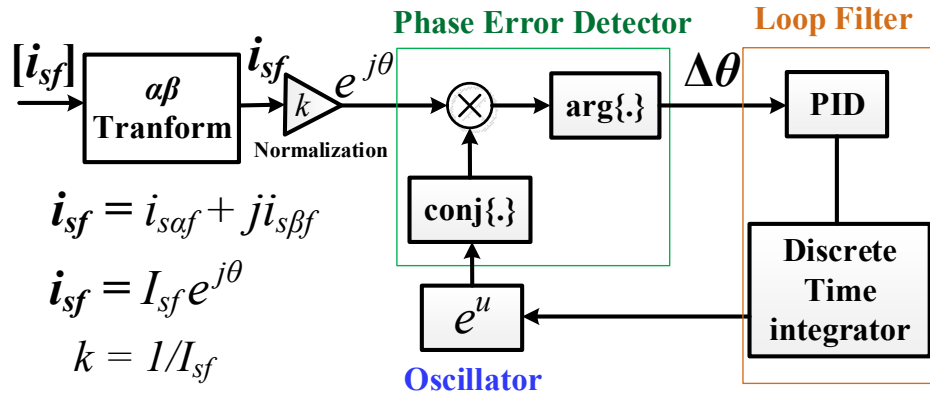 Phase Error Detector
Loop Filter
[i_sf]
αβ
Tranform
i_sf
k
Normalization
e^{jθ}
⊗
arg{.}
Δθ
PID
conj{.}
Discrete
Time
integrator
e^u
Oscillator
i_sf = i_sαf + ji_sβf
i_sf = I_sf e^{jθ}
k = 1/I_sf